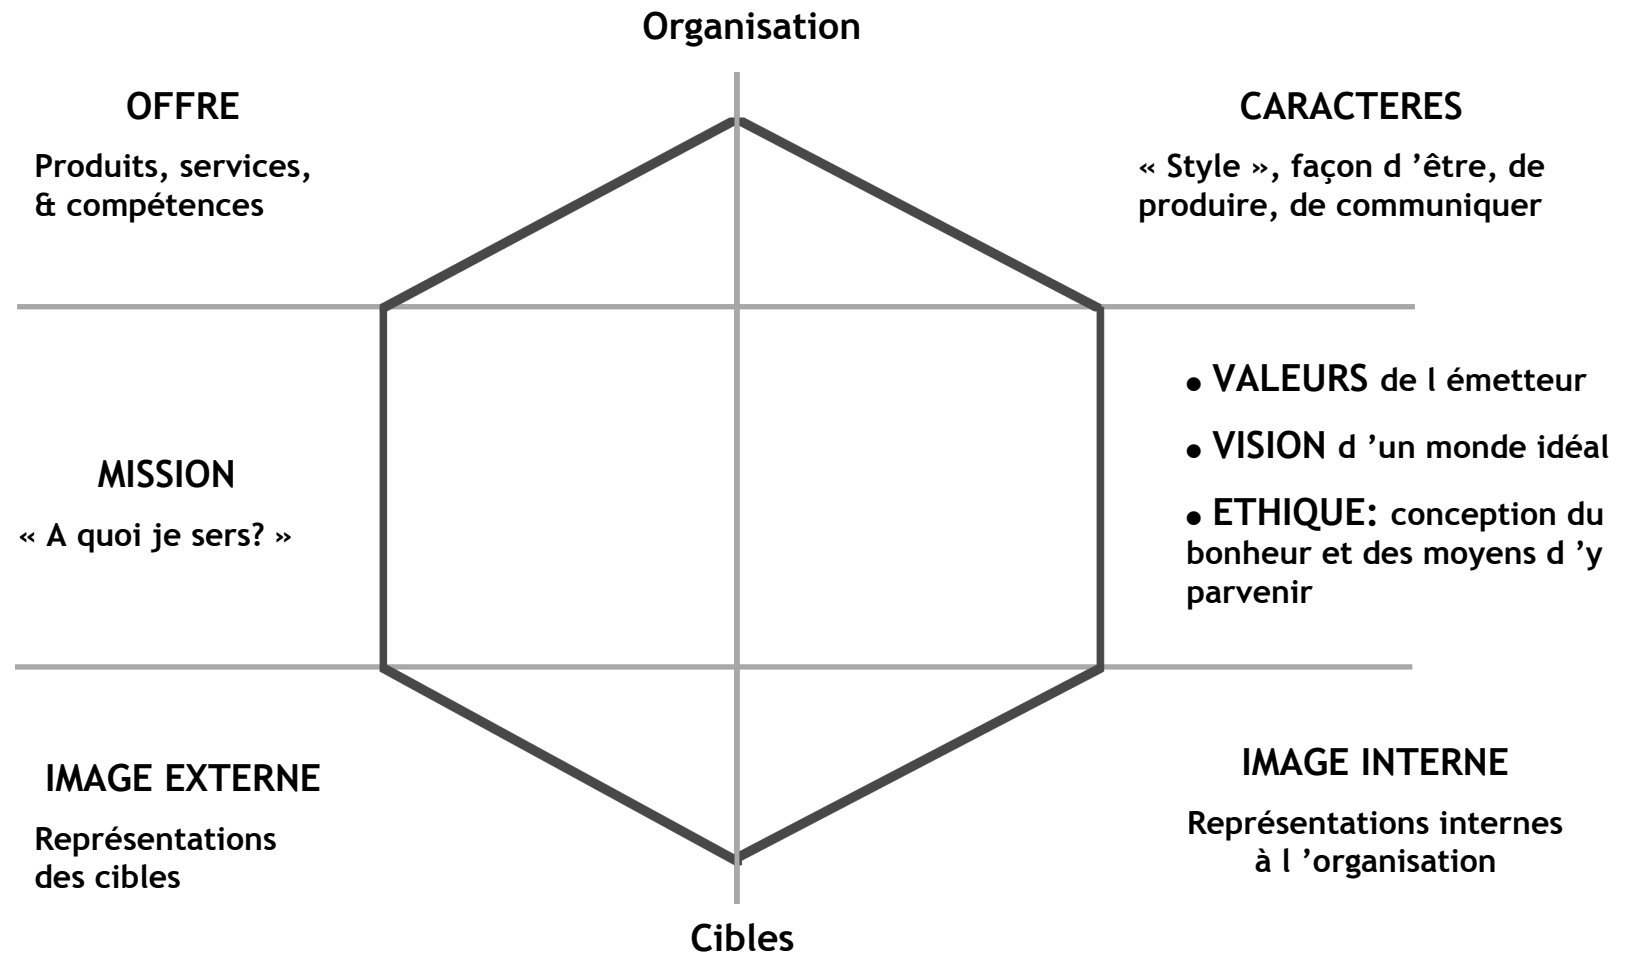 Organisation
OFFRE
Produits, services,
& compétences
CARACTERES
« Style », façon d ’être, de
produire, de communiquer
MISSION
« A quoi je sers? »
● VALEURS de l émetteur
● VISION d ’un monde idéal
● ETHIQUE: conception du
bonheur et des moyens d ’y
parvenir
IMAGE EXTERNE
Représentations
des cibles
IMAGE INTERNE
Représentations internes
à l ’organisation
Cibles